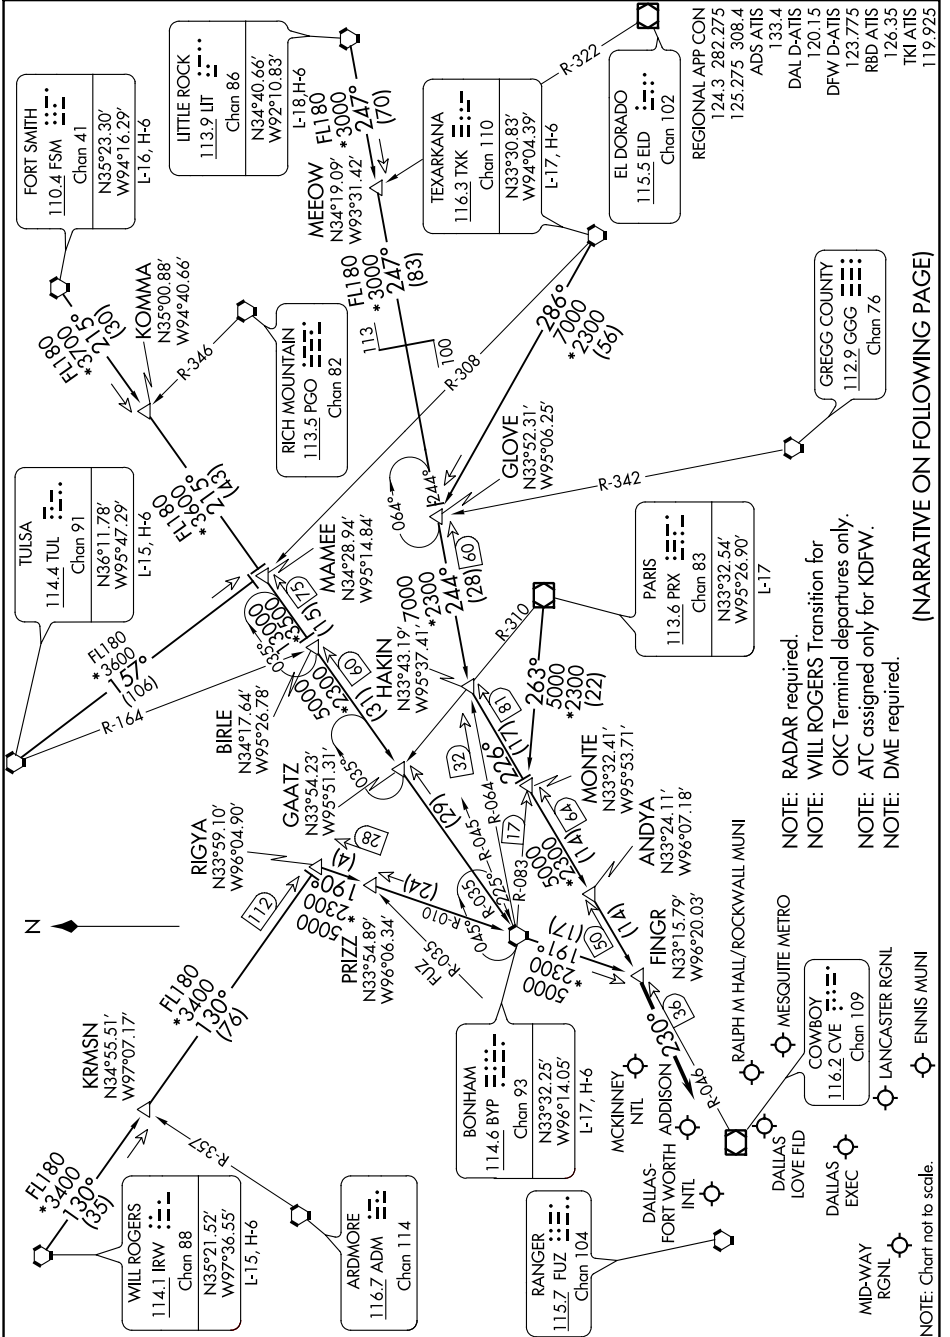 FORT SMITH
110.4 FSM
Chan 41
N35°23.30'
W94°16.29'
L-16, H-6
LITTLE ROCK
113.9 LIT
Chan 86
N34°40.66'
W92°10.83'
L-18, H-6
FL180
*3000
247°
(70)
MEEOW
N34°19.09'
W93°31.42'
FL180
*3000
247°
(83)
113
100
TEXARKANA
116.3 TXK
Chan 110
N33°30.83'
W94°04.39'
L-17, H-6
R-322
EL DORADO
115.5 ELD
Chan 102
REGIONAL APP CON
124.3 282.275
125.275 308.4
ADS ATIS
133.4
DAL D-ATIS
120.15
DFW D-ATIS
123.775
RBD ATIS
126.35
TKI ATIS
119.925
FL180
*3700
215°
(30)
KOMMA
N35°00.88'
W94°40.66'
R-346
RICH MOUNTAIN
113.5 PGO
Chan 82
FL180
*3600
215°
(43)
R-308
286°
7000
*2300
(56)
GREGG COUNTY
112.9 GGG
Chan 76
R-342
TULSA
114.4 TUL
Chan 91
N36°11.78'
W95°47.29'
L-15, H-6
FL180
*3600
157°
(106)
R-164
MAMEE
N34°28.94'
W95°14.84'
13000
*3500
(15)
75
035°
BIRLE
N34°17.64'
W95°26.78'
5000
*2300
(31)
60
035°
GAATZ
N33°54.23'
W95°51.31'
(29)
R-035
064°
244°
GLOVE
N33°52.31'
W95°06.25'
60
7000
*2300
244°
(28)
HAKIN
N33°43.19'
W95°37.41'
R-310
PARIS
113.6 PRX
Chan 83
N33°32.54'
W95°26.90'
L-17
263°
5000
*2300
(22)
81
226°
(17)
32
R-064
R-045
045°
225°
17
R-083
MONTE
N33°32.41'
W95°53.71'
64
5000
*2300
(14)
ANDYA
N33°24.11'
W96°07.18'
50
(14)
FINGR
N33°15.79'
W96°20.03'
36
230°
R-046
N
RIGYA
N33°59.10'
W96°04.90'
112
28
(4)
5000
*2300
190°
PRIZZ
N33°54.89'
W96°06.34'
(24)
R-010
FUZ
R-035
KRMSN
N34°55.51'
W97°07.17'
FL180
*3400
130°
(76)
FL180
*3400
130°
(35)
WILL ROGERS
114.1 IRW
Chan 88
N35°21.52'
W97°36.55'
L-15, H-6
R-357
ARDMORE
116.7 ADM
Chan 114
BONHAM
114.6 BYP
Chan 93
N33°32.25'
W96°14.05'
L-17, H-6
5000
*2300
191°
(17)
RANGER
115.7 FUZ
Chan 104
MCKINNEY
NTL
ADDISON
DALLAS-
FORT WORTH
INTL
RALPH M HALL/ROCKWALL MUNI
MESQUITE METRO
COWBOY
116.2 CVE
Chan 109
DALLAS
LOVE FLD
DALLAS
EXEC
LANCASTER RGNL
ENNIS MUNI
MID-WAY
RGNL
NOTE: RADAR required.
NOTE: WILL ROGERS Transition for
OKC Terminal departures only.
NOTE: ATC assigned only for KDFW.
NOTE: DME required.
(NARRATIVE ON FOLLOWING PAGE)
NOTE: Chart not to scale.